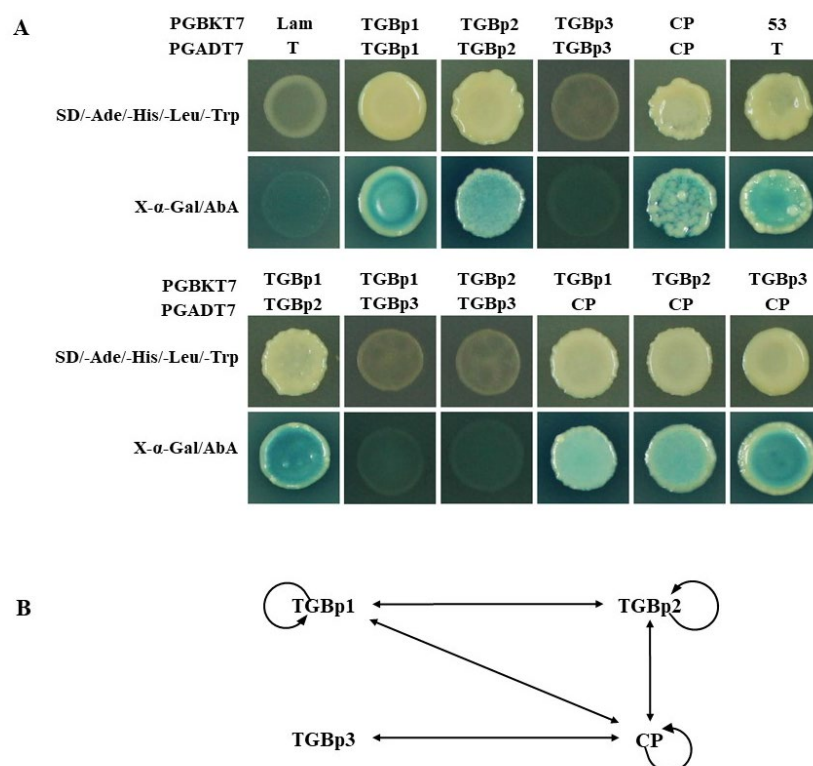 A
PGBKT7 Lam TGBp1 TGBp2 TGBp3 CP 53
PGADT7 T TGBp1 TGBp2 TGBp3 CP T
SD/-Ade/-His/-Leu/-Trp
X-α-Gal/AbA
PGBKT7 TGBp1 TGBp1 TGBp2 TGBp1 TGBp2 TGBp3
PGADT7 TGBp2 TGBp3 TGBp3 CP CP CP
SD/-Ade/-His/-Leu/-Trp
X-α-Gal/AbA
B
TGBp1 TGBp2
TGBp3 CP